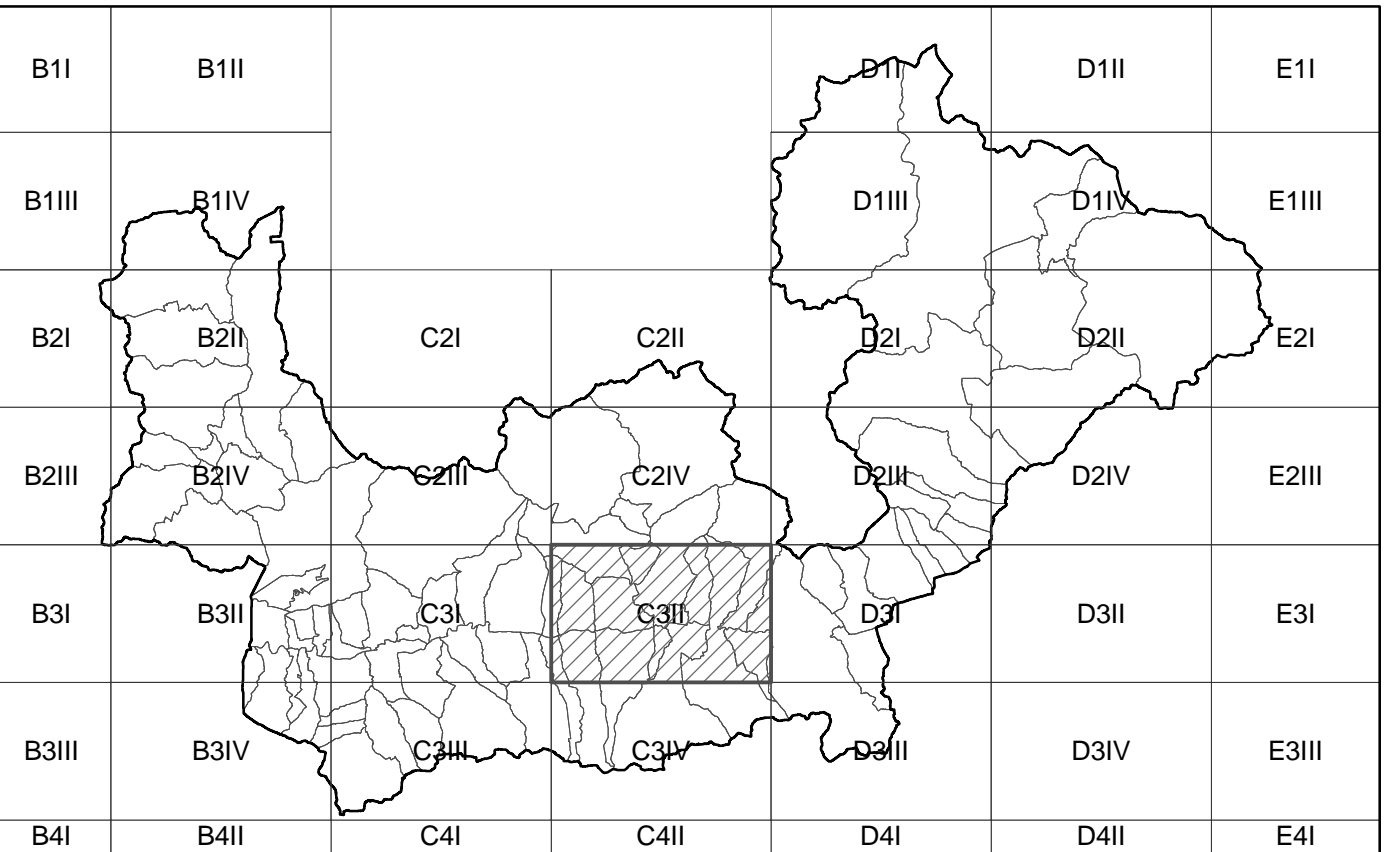 B1I B1II D1I D1II E1I
B1III B1IV D1III D1IV E1III
B2I B2II C2I C2II D2I D2II E2I
B2III B2IV C2III C2IV D2III D2IV E2III
B3I B3II C3I C3II D3I D3II E3I
B3III B3IV C3III C3IV D3III D3IV E3III
B4I B4II C4I C4II D4I D4II E4I